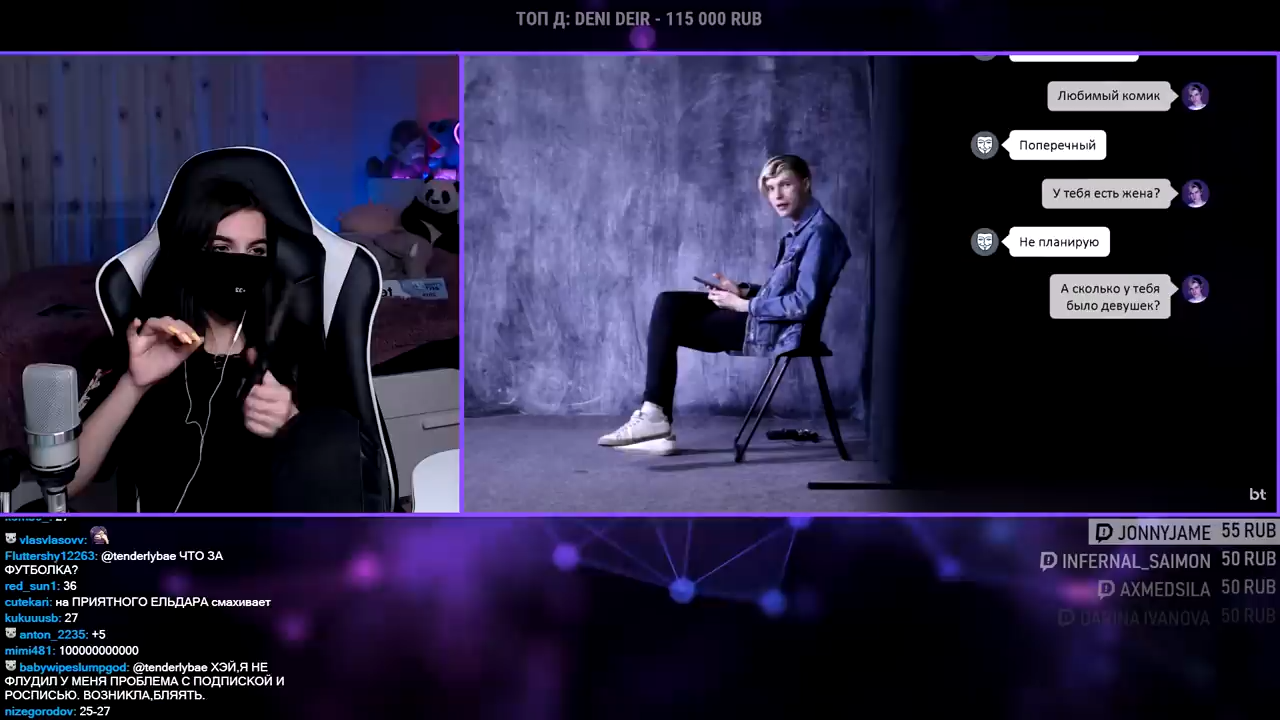 ТОП Д: DENI DEIR - 115 000 RUB
Любимый комик
Поперечный
У тебя есть жена?
Не планирую
А сколько у тебя
было девушек?
bt
vlasvlasovv:
Fluttershy12263: @tenderlybae ЧТО ЗА
ФУТБОЛКА?
red_sun1: 36
cutekari: на ПРИЯТНОГО ЕЛЬДАРА смахивает
kukuuusb: 27
anton_2235: +5
mimi481: 100000000000
babywipeslumpgod: @tenderlybae ХЭЙ,Я НЕ
ФЛУДИЛ У МЕНЯ ПРОБЛЕМА С ПОДПИСКОЙ И
РОСПИСЬЮ. ВОЗНИКЛА,БЛЯЯТЬ.
nizegorodov: 25-27
JONNYJAME 55 RUB
INFERNAL_SAIMON 50 RUB
AXMEDSILA 50 RUB
DARINA IVANOVA 50 RUB